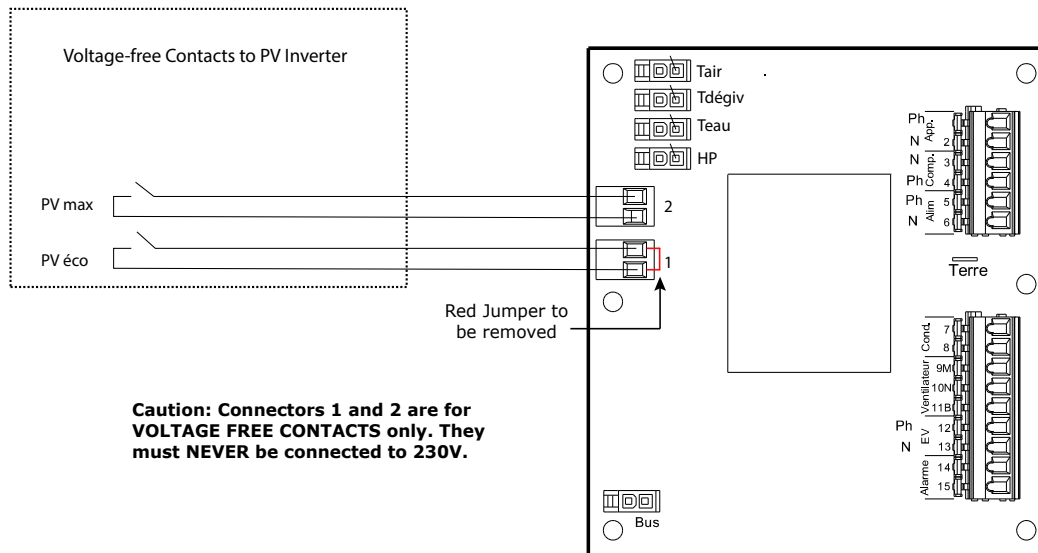 Voltage-free Contacts to PV Inverter
PV max
PV éco
Tair
Tdégiv
Teau
HP
2
1
Red Jumper to
be removed
Caution: Connectors 1 and 2 are for
VOLTAGE FREE CONTACTS only. They
must NEVER be connected to 230V.
Bus
Ph
App.
N 2
N 3
Comp.
Ph 4
Ph 5
Alim
N 6
Terre
Cond.
7
8
Ventilateur
9M
10N
11B
Ph 12
EV
N 13
Alarme
14
15